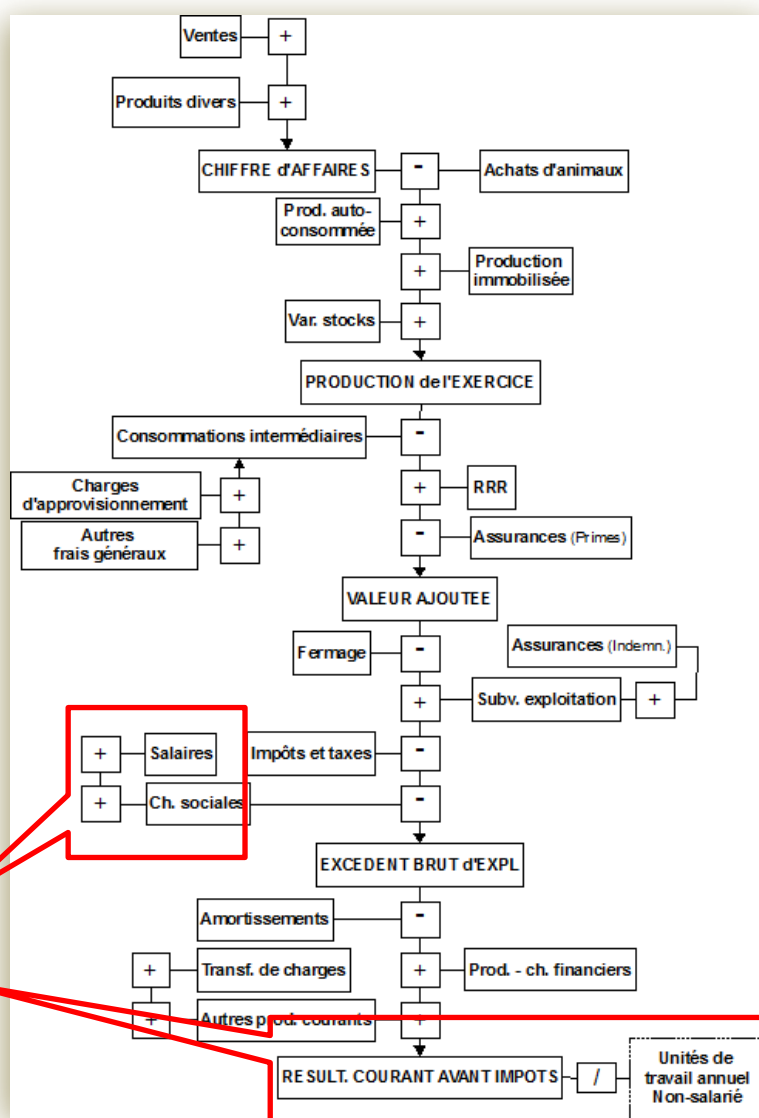 Ventes
+
Produits divers
+
CHIFFRE d'AFFAIRES
-
Achats d'animaux
Prod. auto-
consommée
+
+
Production
immobilisée
Var. stocks
+
PRODUCTION de l'EXERCICE
Consommations intermédiaires
-
Charges
d'approvisionnement
+
+
RRR
Autres
frais généraux
+
-
Assurances (Primes)
VALEUR AJOUTEE
Fermage
-
Assurances (Indemn.)
+
Subv. exploitation
+
+
Salaires
Impôts et taxes
-
+
Ch. sociales
-
EXCEDENT BRUT d'EXPL
Amortissements
-
+
Transf. de charges
+
Prod. - ch. financiers
+
Autres prod. courants
+
RESULT. COURANT AVANT IMPOTS
/
Unités de
travail annuel
Non-salarié